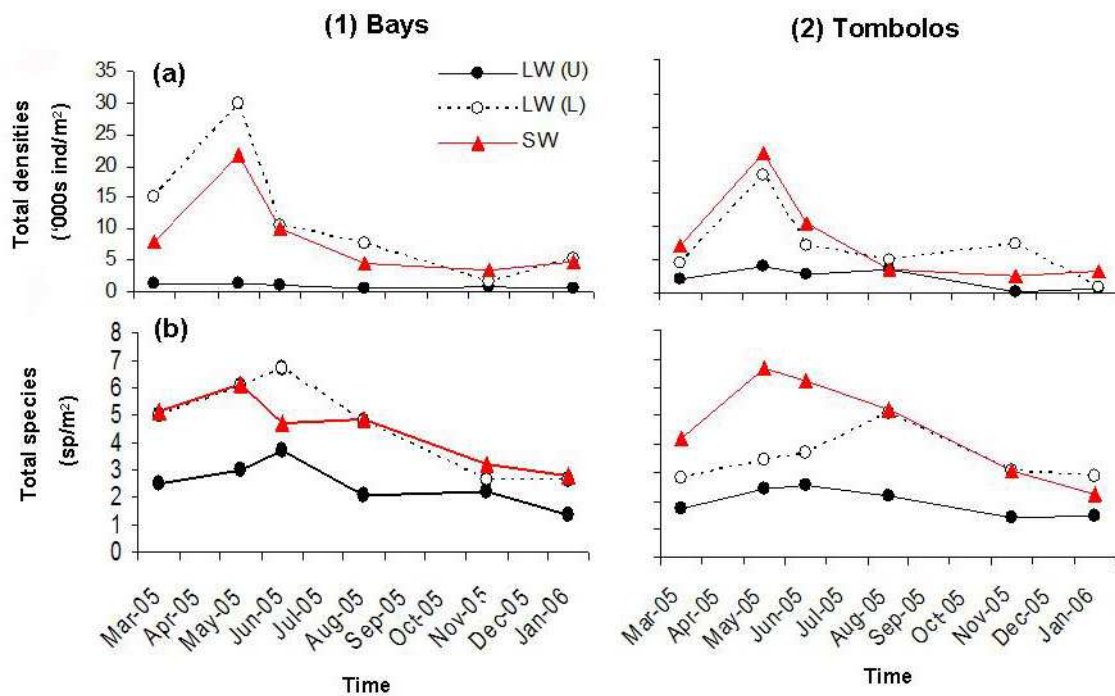 (1) Bays
(2) Tombolos
(a)
LW (U)
LW (L)
SW
Total densities
('000s ind/m²)
35
30
25
20
15
10
5
0
(b)
Total species
(sp/m²)
8
7
6
5
4
3
2
1
0
Mar-05
Apr-05
May-05
Jun-05
Jul-05
Aug-05
Sep-05
Oct-05
Nov-05
Dec-05
Jan-06
Time
Mar-05
Apr-05
May-05
Jun-05
Jul-05
Aug-05
Sep-05
Oct-05
Nov-05
Dec-05
Jan-06
Time